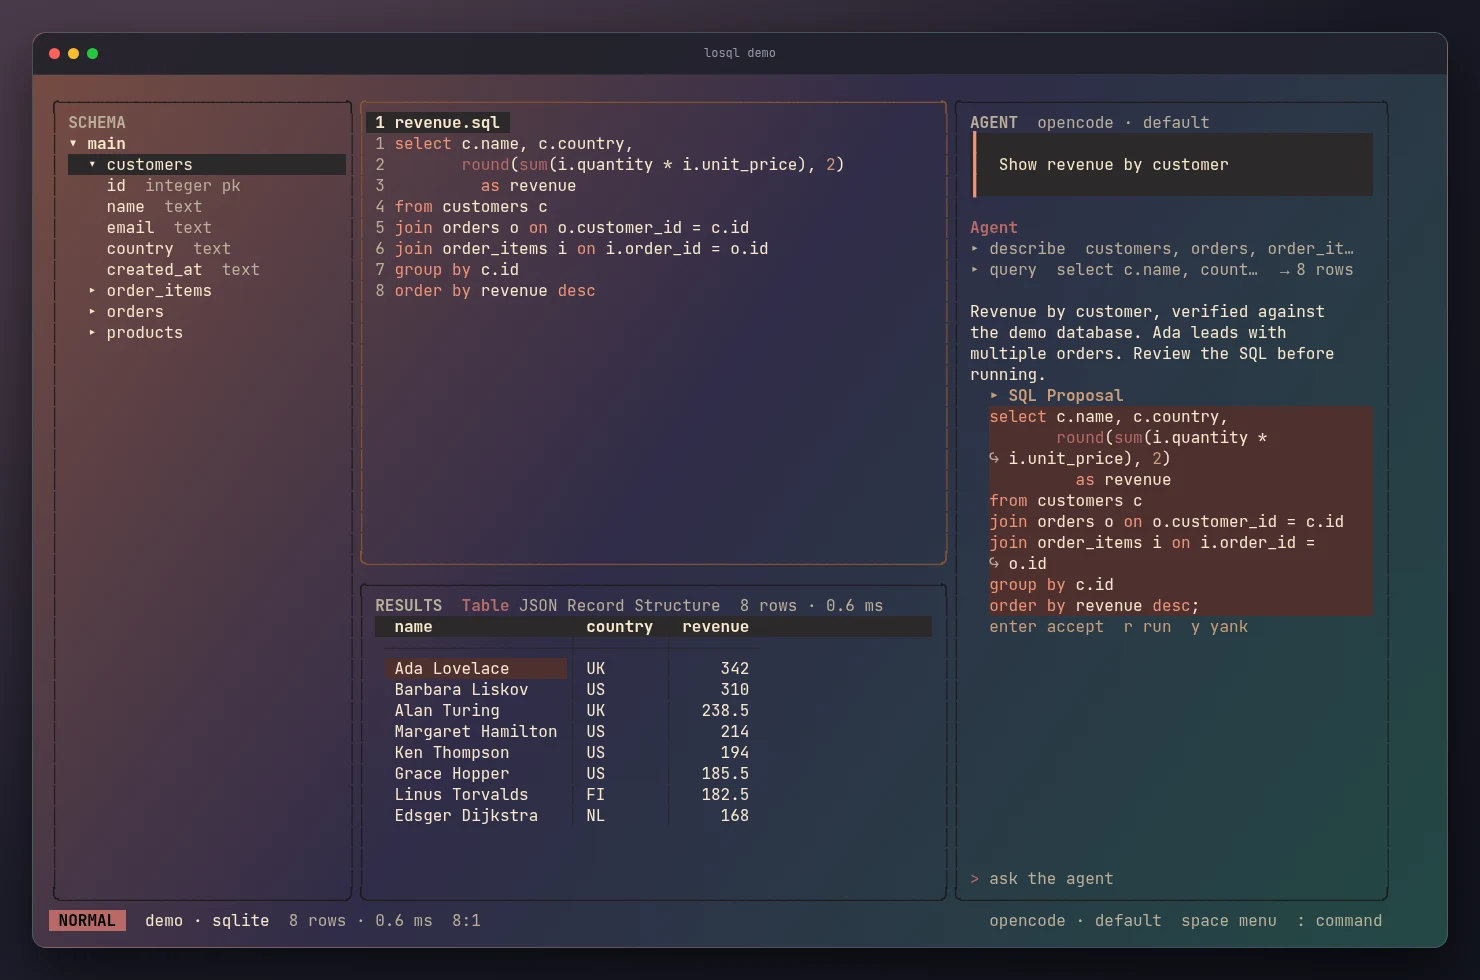 losql demo
SCHEMA
▾ main
▾ customers
id integer pk
name text
email text
country text
created_at text
▸ order_items
▸ orders
▸ products
1 revenue.sql
1 select c.name, c.country,
2 round(sum(i.quantity * i.unit_price), 2)
3 as revenue
4 from customers c
5 join orders o on o.customer_id = c.id
6 join order_items i on i.order_id = o.id
7 group by c.id
8 order by revenue desc
RESULTS Table JSON Record Structure 8 rows · 0.6 ms
name country revenue
Ada Lovelace UK 342
Barbara Liskov US 310
Alan Turing UK 238.5
Margaret Hamilton US 214
Ken Thompson US 194
Grace Hopper US 185.5
Linus Torvalds FI 182.5
Edsger Dijkstra NL 168
AGENT opencode · default
Show revenue by customer
Agent
▸ describe customers, orders, order_it…
▸ query select c.name, count… → 8 rows
Revenue by customer, verified against
the demo database. Ada leads with
multiple orders. Review the SQL before
running.
▸ SQL Proposal
select c.name, c.country,
round(sum(i.quantity *
↪ i.unit_price), 2)
as revenue
from customers c
join orders o on o.customer_id = c.id
join order_items i on i.order_id =
↪ o.id
group by c.id
order by revenue desc;
enter accept r run y yank
> ask the agent
NORMAL demo · sqlite 8 rows · 0.6 ms 8:1
opencode · default space menu : command